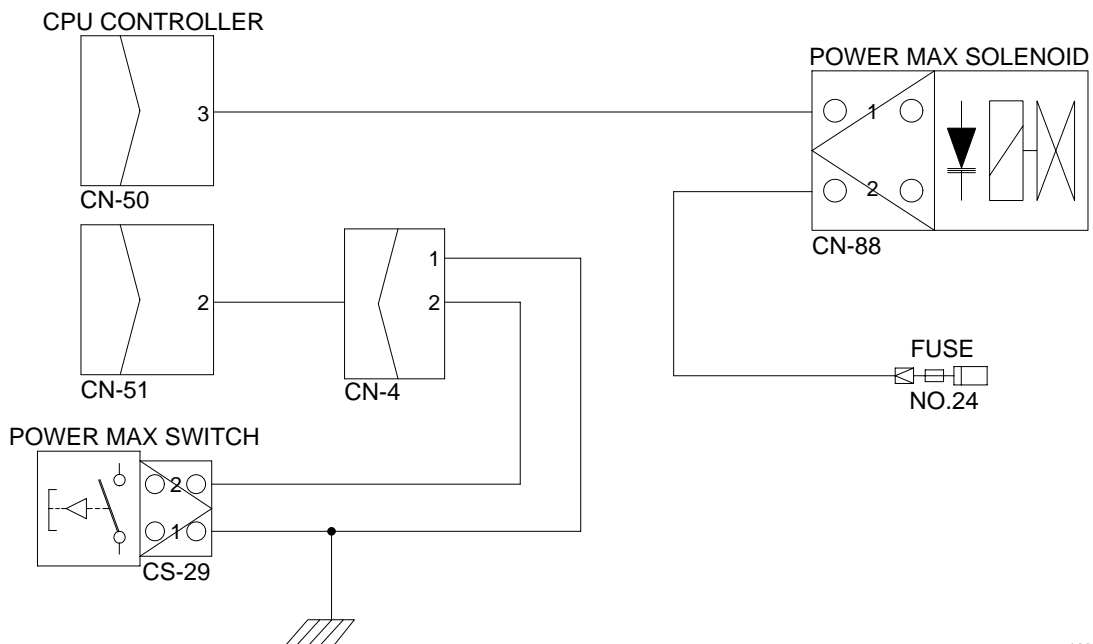 CPU CONTROLLER
3
CN-50
POWER MAX SOLENOID
1
2
CN-88
2
CN-51
1
2
CN-4
FUSE
NO.24
POWER MAX SWITCH
2
1
CS-29